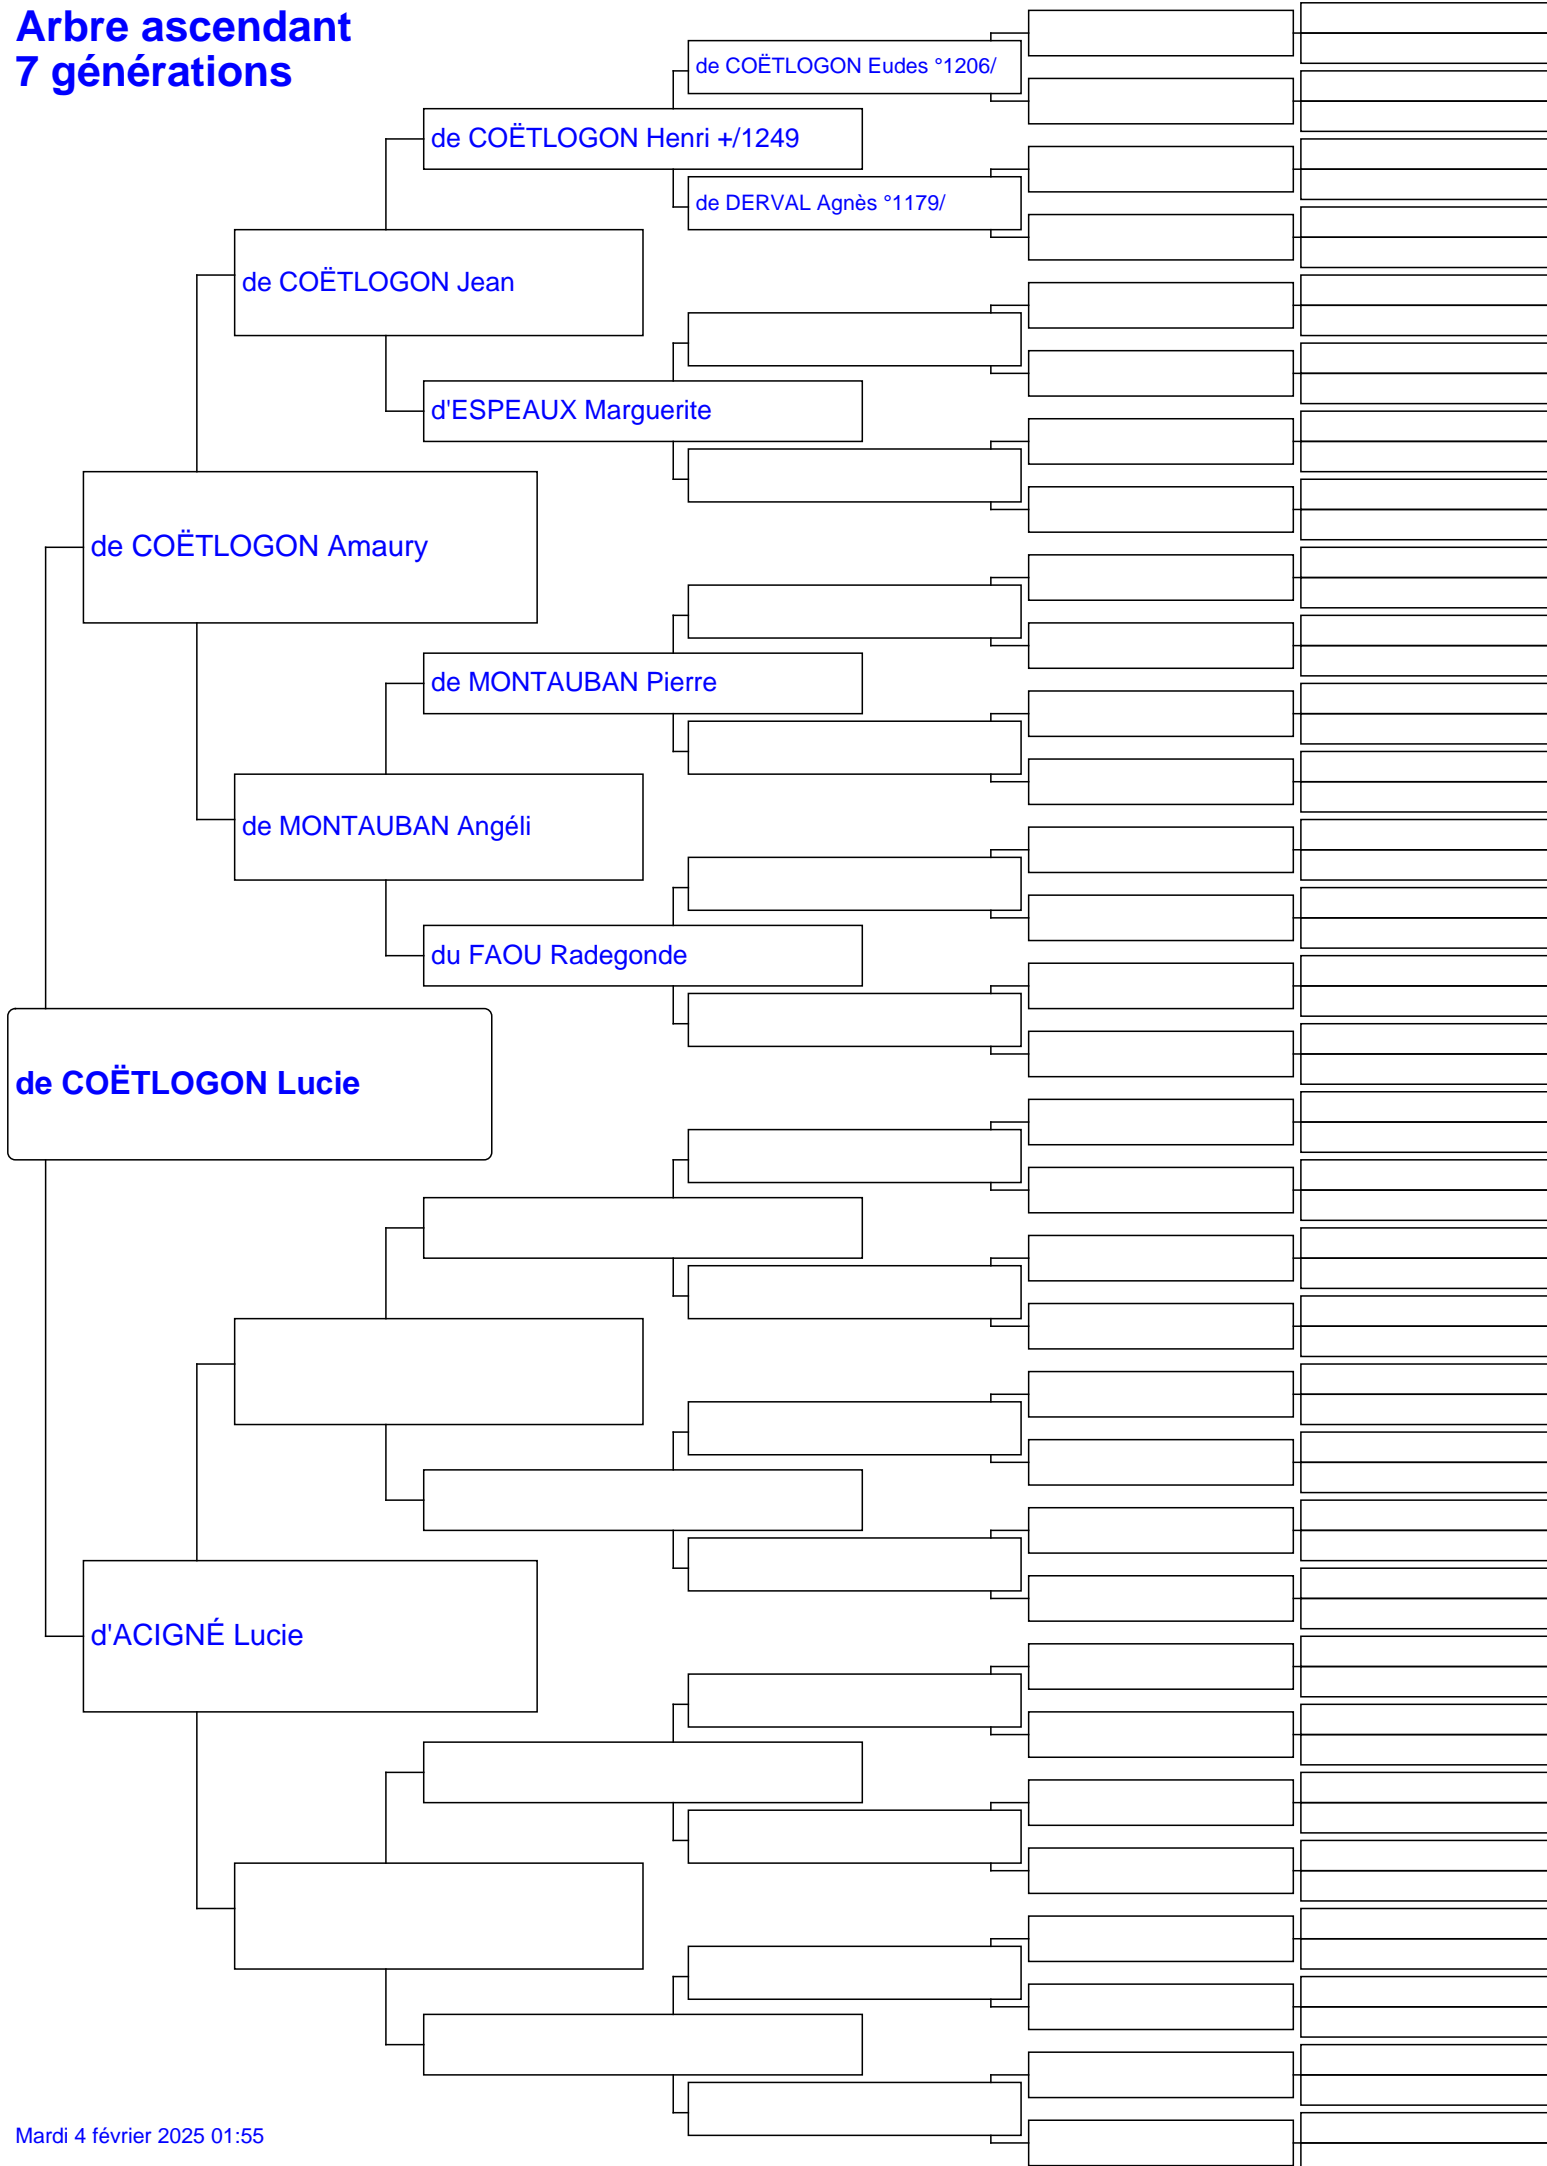 Arbre ascendant
7 générations
de COËTLOGON Eudes °1206/
de COËTLOGON Henri +/1249
de DERVAL Agnès °1179/
de COËTLOGON Jean
d'ESPEAUX Marguerite
de COËTLOGON Amaury
de MONTAUBAN Pierre
de MONTAUBAN Angéli
du FAOU Radegonde
de COËTLOGON Lucie
d'ACIGNÉ Lucie
Mardi 4 février 2025 01:55